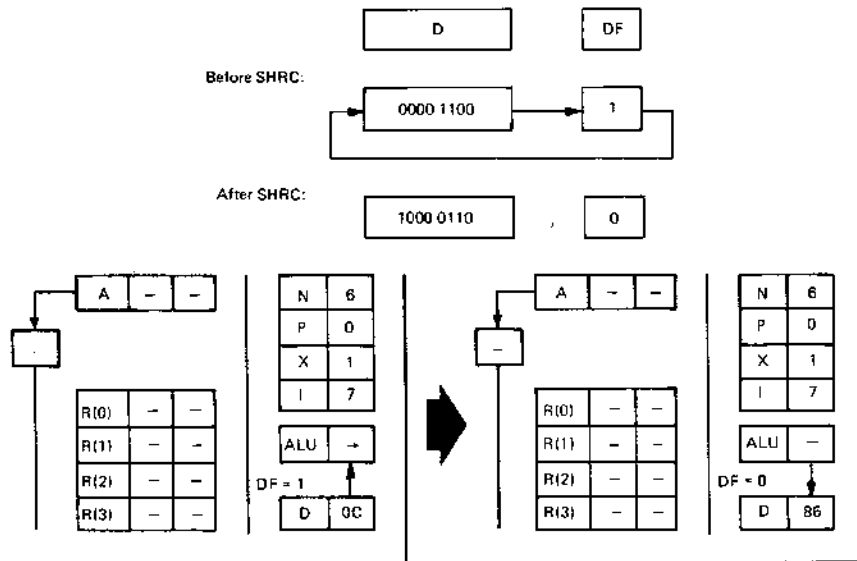 D DF
Before SHRC:
0000 1100 1
After SHRC:
1000 0110 , 0
A – –
N 6
P 0
X 1
I 7
R(0) – –
R(1) – –
R(2) – –
R(3) – –
ALU →
DF = 1
D 0C
A – –
–
N 6
P 0
X 1
I 7
R(0) – –
R(1) – –
R(2) – –
R(3) – –
ALU –
DF = 0
D 86